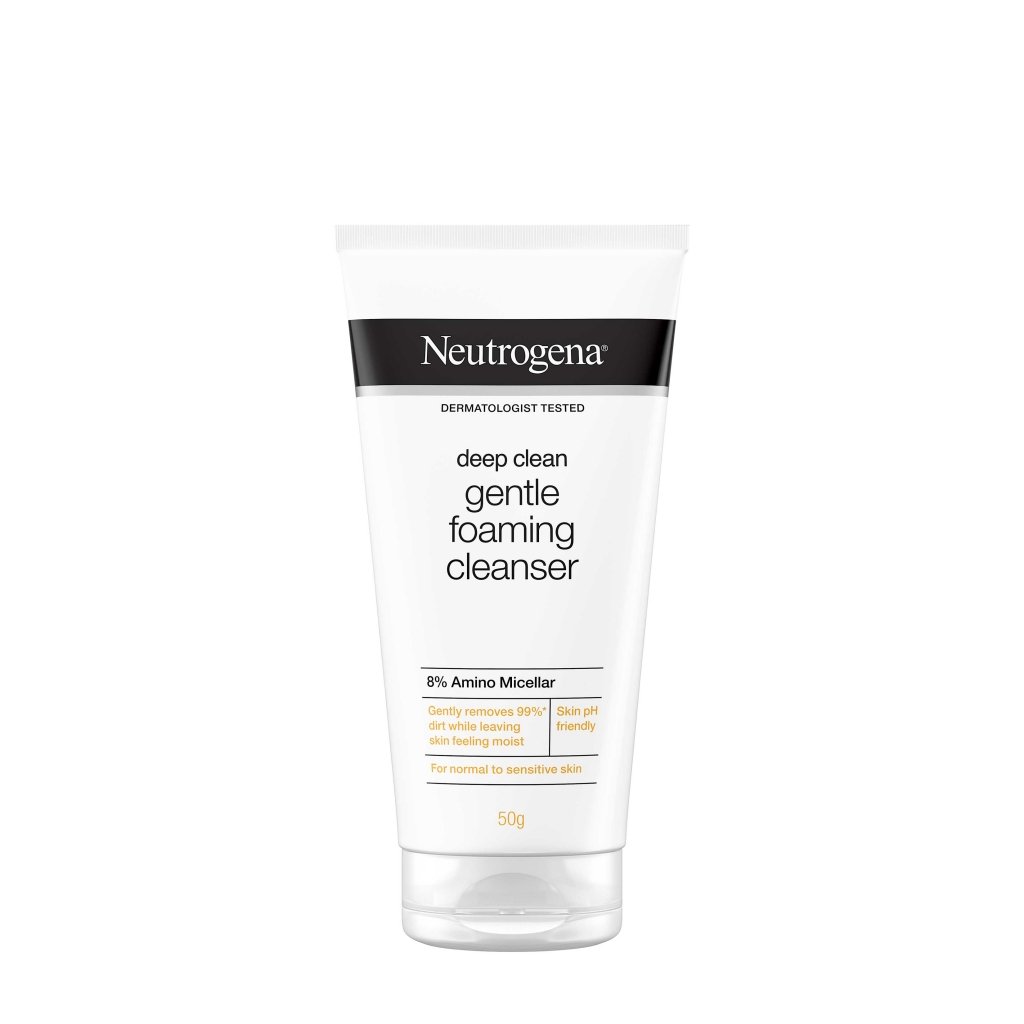 Neutrogena®
DERMATOLOGIST TESTED
deep clean
gentle
foaming
cleanser
8% Amino Micellar
Gently removes 99%*
dirt while leaving
skin feeling moist
Skin pH
friendly
For normal to sensitive skin
50g